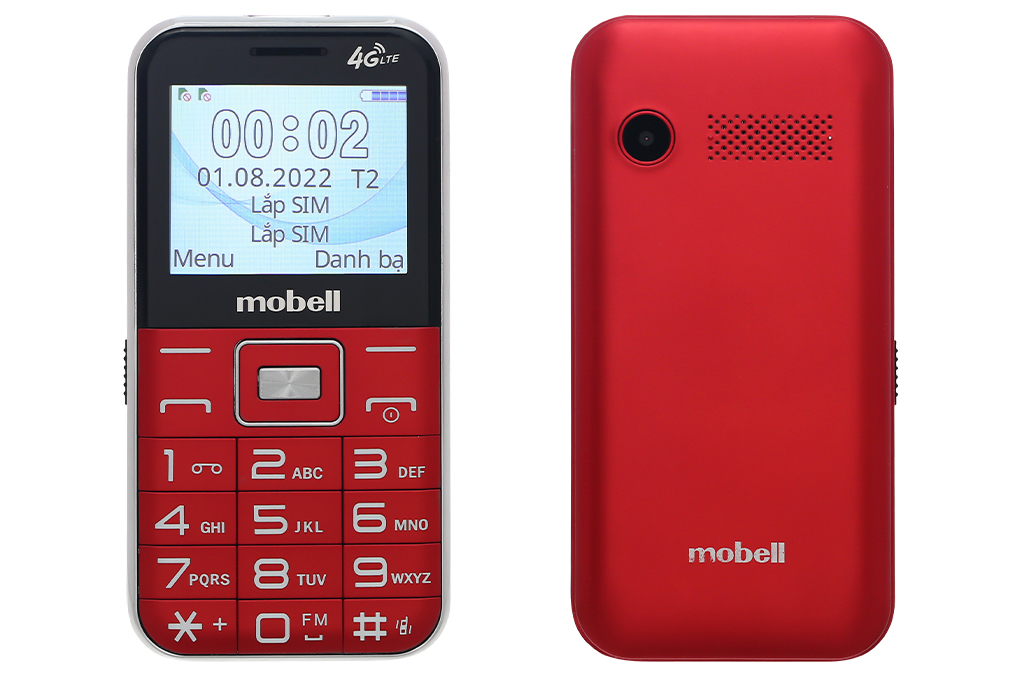 4G LTE
00:02
01.08.2022 T2
Lắp SIM
Lắp SIM
Menu Danh bạ
mobell
1 2 ABC 3 DEF
4 GHI 5 JKL 6 MNO
7 PQRS 8 TUV 9 WXYZ
* + 0 FM #
mobell